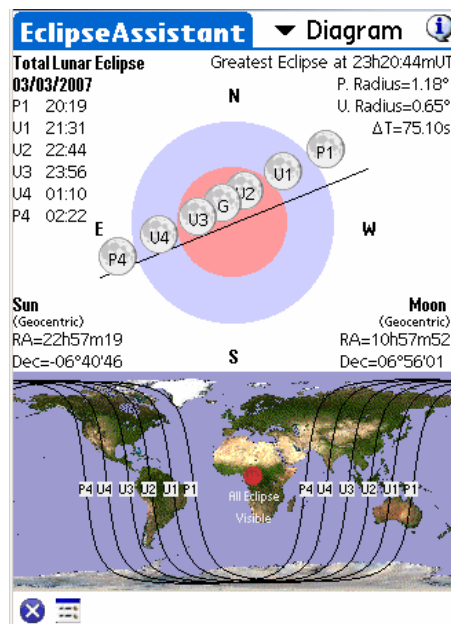 EclipseAssistant ▼ Diagram i
Total Lunar Eclipse Greatest Eclipse at 23h20:44mUT
03/03/2007 P. Radius=1.18°
P1 20:19 N U. Radius=0.65°
U1 21:31 ΔT=75.10s
U2 22:44
U3 23:56
U4 01:10
P4 02:22
P1
U1
U2
G
U3
U4
P4
E W
Sun Moon
(Geocentric) (Geocentric)
RA=22h57m19 RA=10h57m52
Dec=-06°40'46 S Dec=06°56'01
P4 U4 U3 U2 U1 P1 P4 U4 U3 U2 U1 P1
All Eclipse
Visible